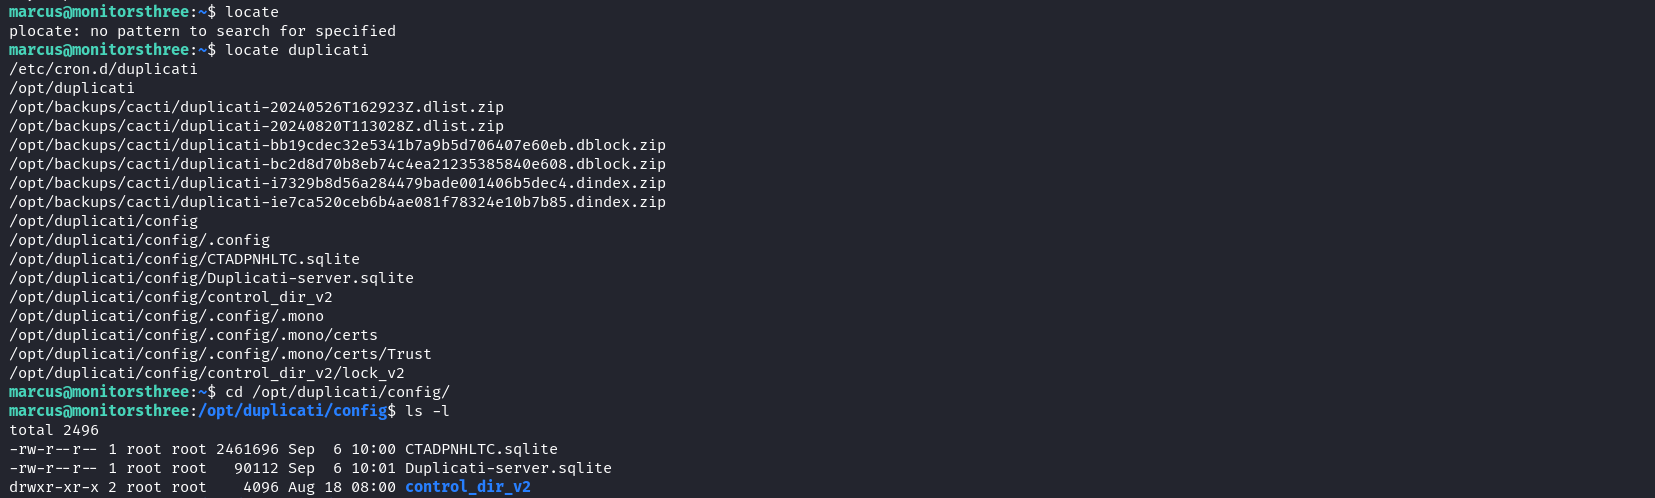 marcus@monitorsthree:~$ locate
plocate: no pattern to search for specified
marcus@monitorsthree:~$ locate duplicati
/etc/cron.d/duplicati
/opt/duplicati
/opt/backups/cacti/duplicati-20240526T162923Z.dlist.zip
/opt/backups/cacti/duplicati-20240820T113028Z.dlist.zip
/opt/backups/cacti/duplicati-bb19cdec32e5341b7a9b5d706407e60eb.dblock.zip
/opt/backups/cacti/duplicati-bc2d8d70b8eb74c4ea21235385840e608.dblock.zip
/opt/backups/cacti/duplicati-i7329b8d56a284479bade001406b5dec4.dindex.zip
/opt/backups/cacti/duplicati-ie7ca520ceb6b4ae081f78324e10b7b85.dindex.zip
/opt/duplicati/config
/opt/duplicati/config/.config
/opt/duplicati/config/CTADPNHLTC.sqlite
/opt/duplicati/config/Duplicati-server.sqlite
/opt/duplicati/config/control_dir_v2
/opt/duplicati/config/.config/.mono
/opt/duplicati/config/.config/.mono/certs
/opt/duplicati/config/.config/.mono/certs/Trust
/opt/duplicati/config/control_dir_v2/lock_v2
marcus@monitorsthree:~$ cd /opt/duplicati/config/
marcus@monitorsthree:/opt/duplicati/config$ ls -l
total 2496
-rw-r--r-- 1 root root 2461696 Sep  6 10:00 CTADPNHLTC.sqlite
-rw-r--r-- 1 root root   90112 Sep  6 10:01 Duplicati-server.sqlite
drwxr-xr-x 2 root root    4096 Aug 18 08:00 control_dir_v2